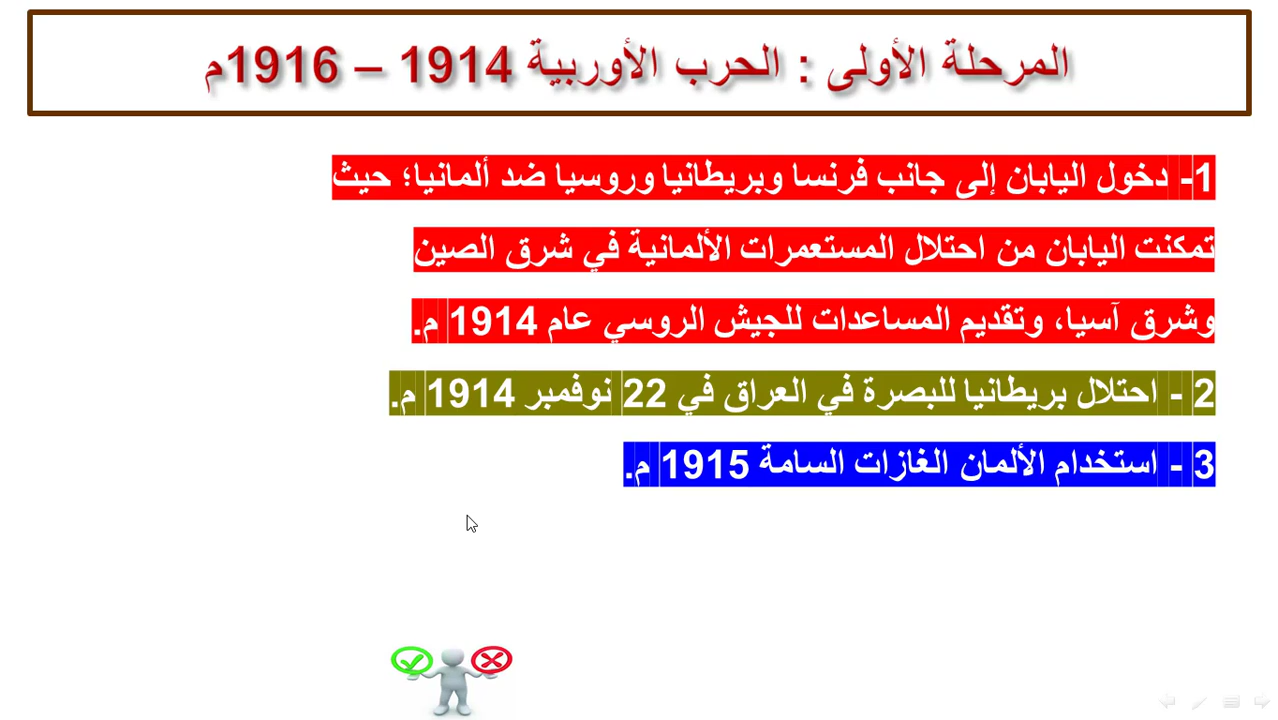 المرحلة الأولى : الحرب الأوربية 1914 – 1916م
1- دخول اليابان إلى جانب فرنسا وبريطانيا وروسيا ضد ألمانيا؛ حيث
تمكنت اليابان من احتلال المستعمرات الألمانية في شرق الصين
وشرق آسيا، وتقديم المساعدات للجيش الروسي عام 1914 م.
2 - احتلال بريطانيا للبصرة في العراق في 22 نوفمبر 1914 م.
3 - استخدام الألمان الغازات السامة 1915 م.